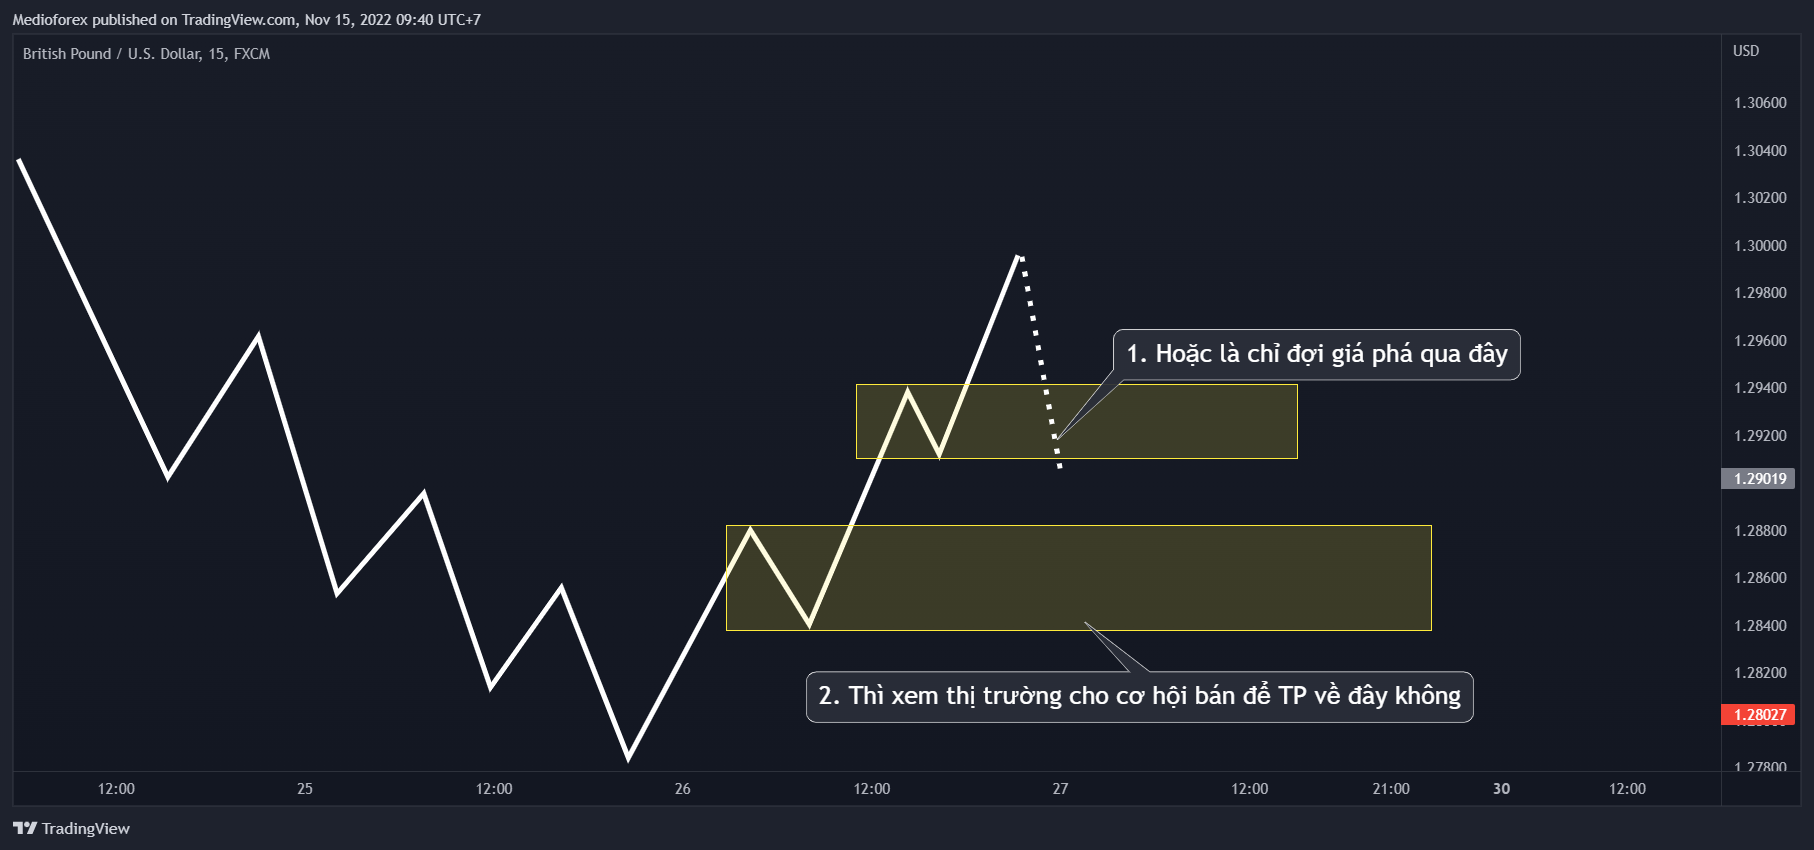 Medioforex published on TradingView.com, Nov 15, 2022 09:40 UTC+7
British Pound / U.S. Dollar, 15, FXCM
USD
1.30600
1.30400
1.30200
1.30000
1.29800
1.29600
1. Hoặc là chỉ đợi giá phá qua đây
1.29400
1.29200
1.29019
1.28800
1.28600
1.28400
1.28200
2. Thì xem thị trường cho cơ hội bán để TP về đây không
1.28027
1.27800
12:00 25 12:00 26 12:00 27 12:00 21:00 30 12:00
TradingView